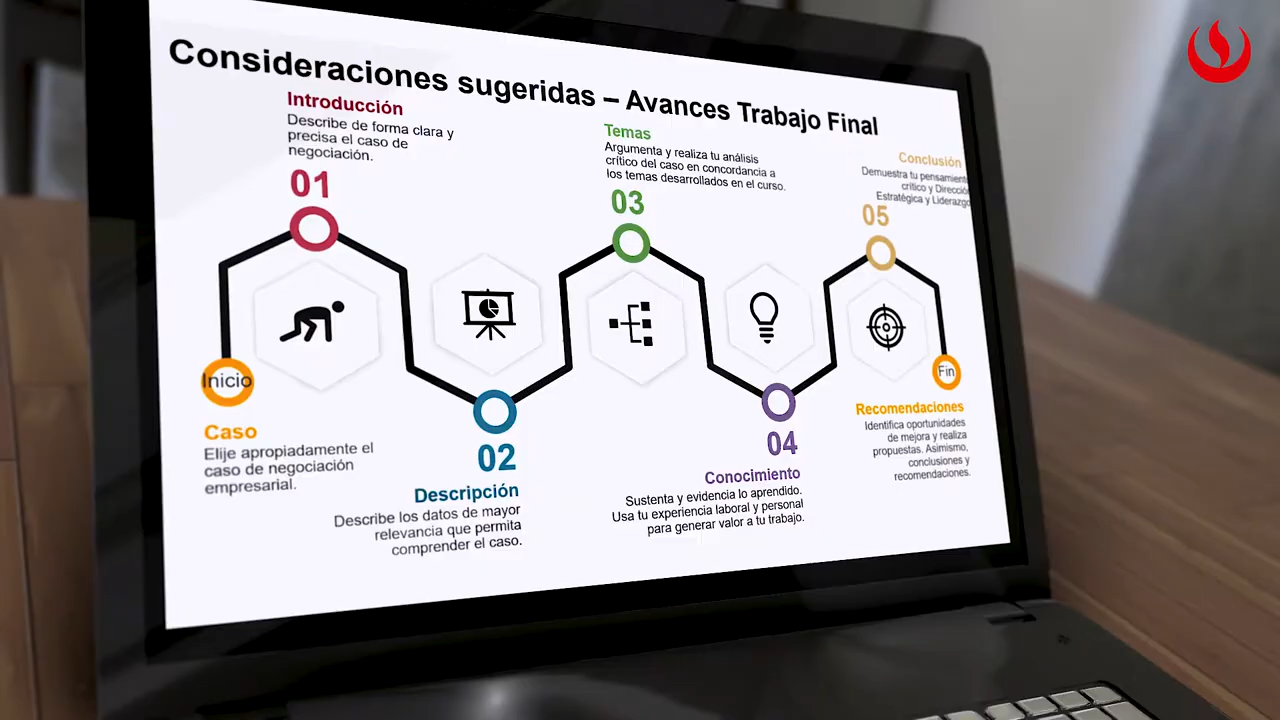 Consideraciones sugeridas – Avances Trabajo Final
Introducción
Describe de forma clara y
precisa el caso de
negociación.
01
Temas
Argumenta y realiza tu análisis
crítico del caso en concordancia a
los temas desarrollados en el curso.
03
Conclusión
Demuestra tu pensamiento
crítico y Dirección
Estratégica y Liderazgo
05
Inicio
Caso
Elije apropiadamente el
caso de negociación
empresarial.
02
Descripción
Describe los datos de mayor
relevancia que permita
comprender el caso.
04
Conocimiento
Sustenta y evidencia lo aprendido.
Usa tu experiencia laboral y personal
para generar valor a tu trabajo.
Fin
Recomendaciones
Identifica oportunidades
de mejora y realiza
propuestas. Asimismo,
conclusiones y
recomendaciones.